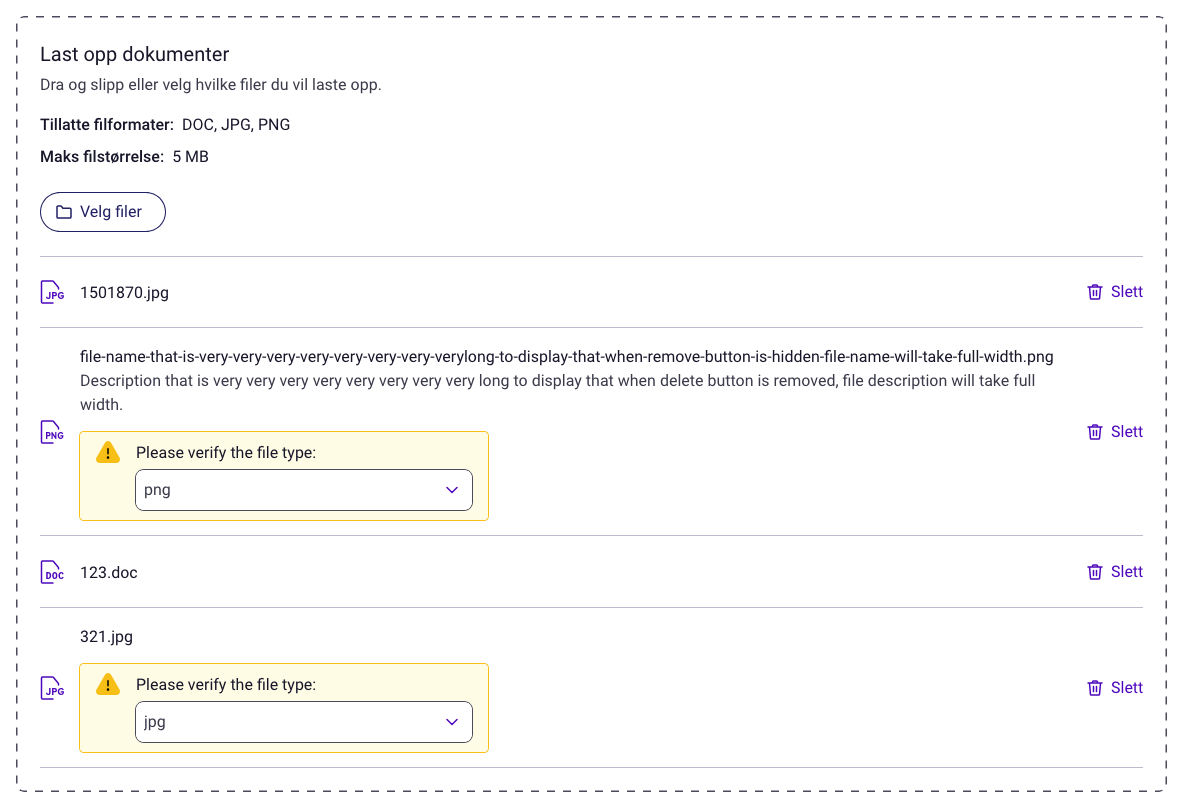 Last opp dokumenter
Dra og slipp eller velg hvilke filer du vil laste opp.
Tillatte filformater: DOC, JPG, PNG
Maks filstørrelse: 5 MB
Velg filer
JPG 1501870.jpg Slett
file-name-that-is-very-very-very-very-very-very-very-verylong-to-display-that-when-remove-button-is-hidden-file-name-will-take-full-width.png
Description that is very very very very very very very very long to display that when delete button is removed, file description will take full
width.
PNG Slett
Please verify the file type:
png
DOC 123.doc Slett
321.jpg
Please verify the file type:
JPG Slett
jpg